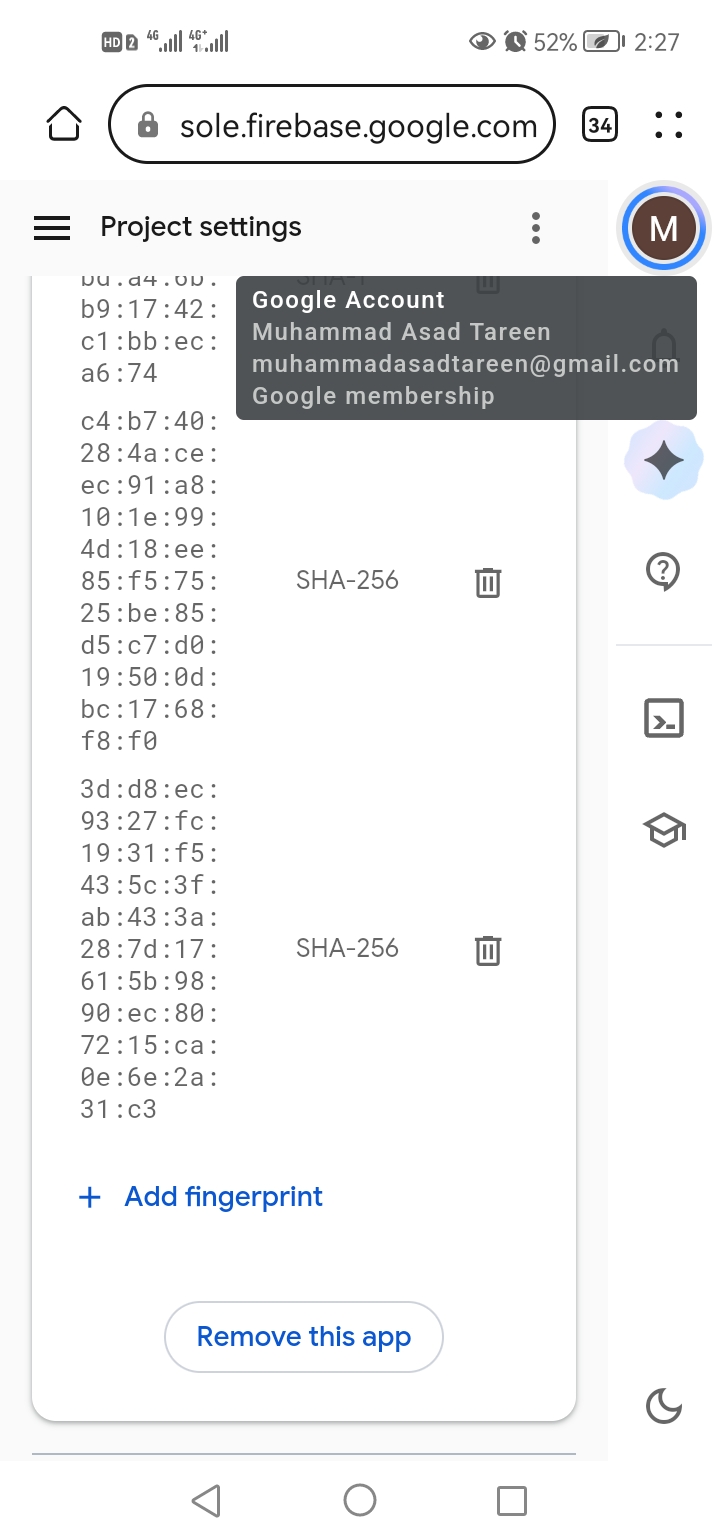 HD 2 4G 4G+ 52% 2:27
sole.firebase.google.com 34
Project settings
M
Google Account
Muhammad Asad Tareen
muhammadasadtareen@gmail.com
Google membership
bd:a4:6b:
SHA-1
b9:17:42:
c1:bb:ec:
a6:74
c4:b7:40:
28:4a:ce:
ec:91:a8:
10:1e:99:
4d:18:ee:
85:f5:75:
25:be:85:
d5:c7:d0:
19:50:0d:
bc:17:68:
f8:f0
SHA-256
3d:d8:ec:
93:27:fc:
19:31:f5:
43:5c:3f:
ab:43:3a:
28:7d:17:
61:5b:98:
90:ec:80:
72:15:ca:
0e:6e:2a:
31:c3
SHA-256
+ Add fingerprint
Remove this app